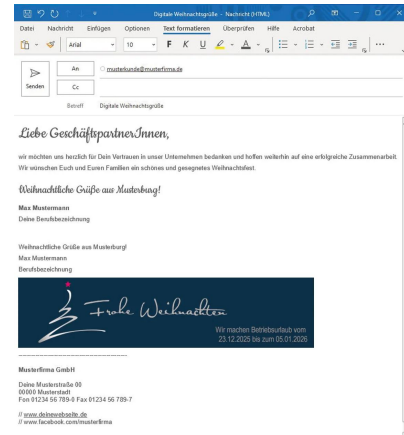 Digitale Weihnachtsgrüße - Nachricht (HTML)
Datei Nachricht Einfügen Optionen Text formatieren Überprüfen Hilfe Acrobat
Arial 10 F K U
An musterkunde@musterfirma.de
Senden Cc
Betreff Digitale Weihnachtsgrüße
Liebe GeschäftspartnerInnen,
wir möchten uns herzlich für Dein Vertrauen in unser Unternehmen bedanken und hoffen weiterhin auf eine erfolgreiche Zusammenarbeit.
Wir wünschen Euch und Euren Familien ein schönes und gesegnetes Weihnachtsfest.
Weihnachtliche Grüße aus Musterburg!
Max Mustermann
Deine Berufsbezeichnung
Weihnachtliche Grüße aus Musterburg!
Max Mustermann
Berufsbezeichnung
Frohe Weihnachten
Wir machen Betriebsurlaub vom
23.12.2025 bis zum 05.01.2026
Musterfirma GmbH
Deine Musterstraße 00
00000 Musterstadt
Fon 01234 56 789-0 Fax 01234 56 789-7
// www.deinewebseite.de
// www.facebook.com/musterfirma